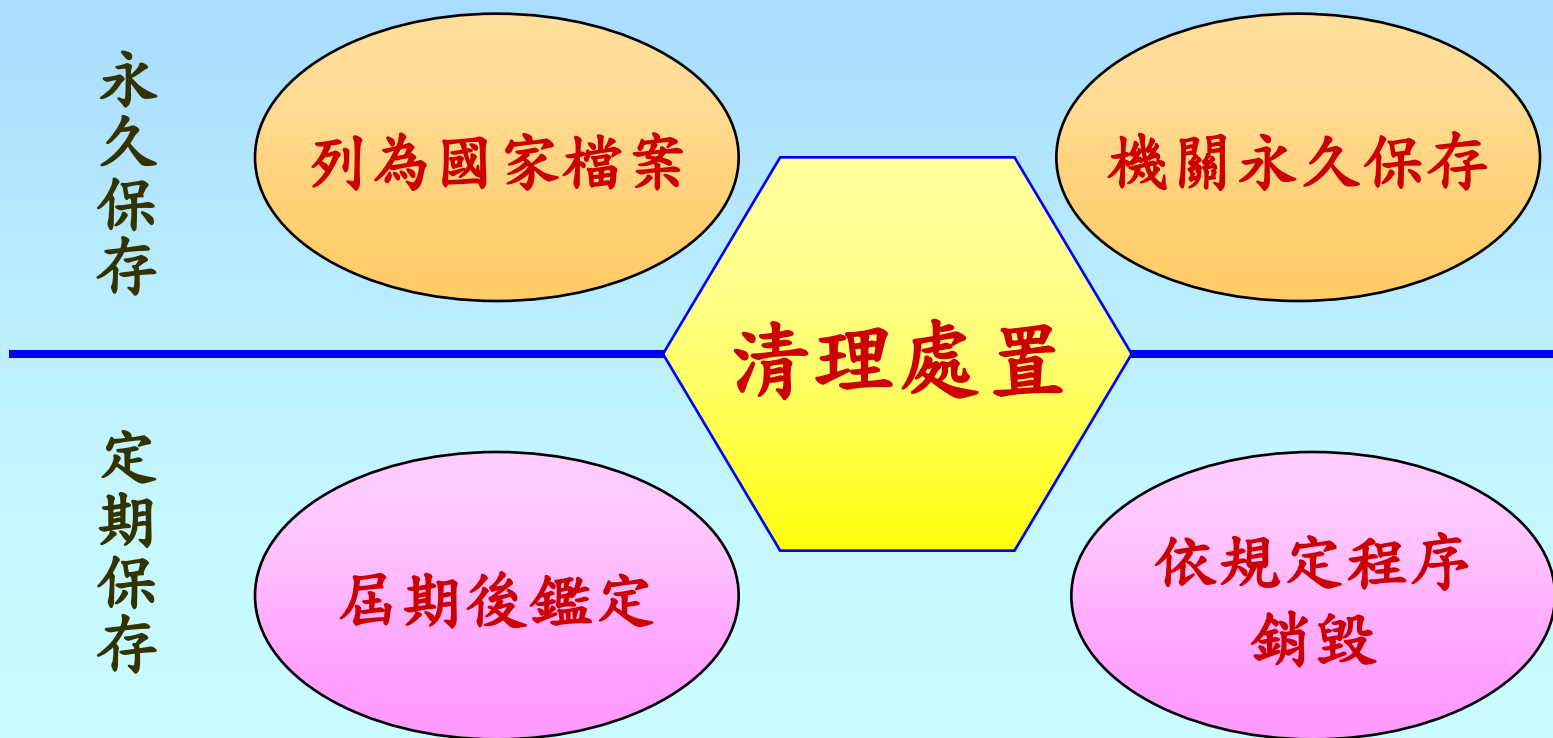 永久保存
列為國家檔案
機關永久保存
清理處置
定期保存
屆期後鑑定
依規定程序
銷毀